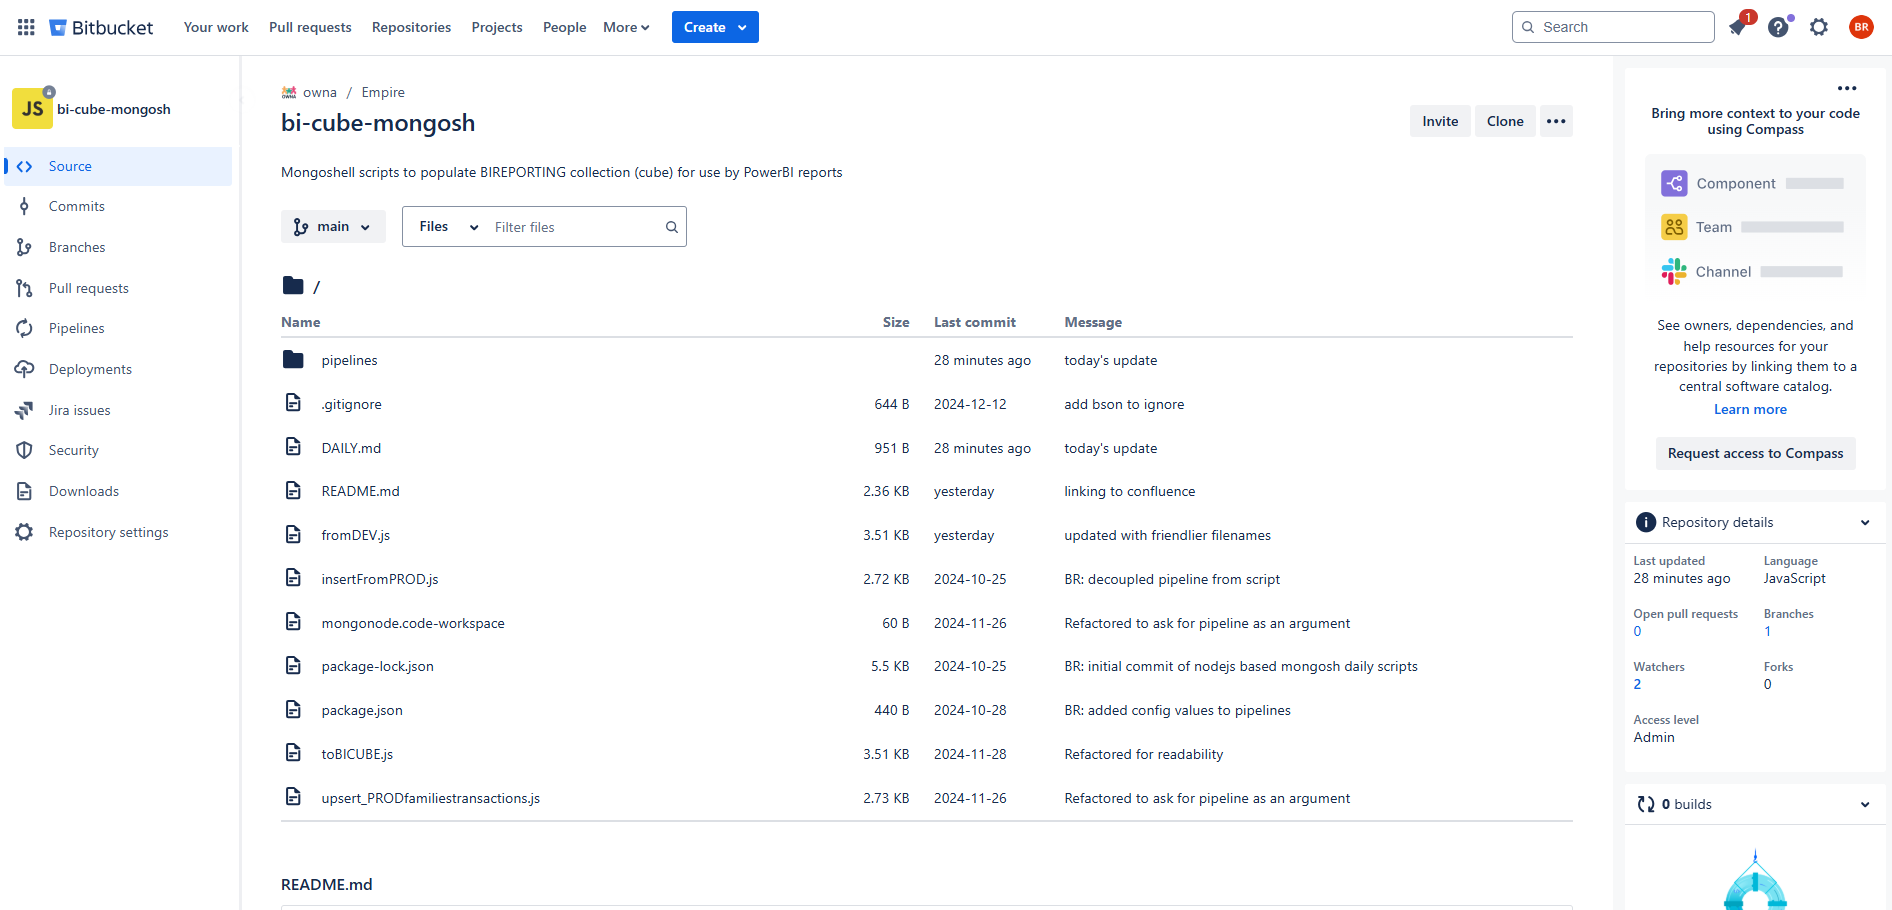 Bitbucket
Your work
Pull requests
Repositories
Projects
People
More
Create
Search
1
?
BR
JS
bi-cube-mongosh
Source
Commits
Branches
Pull requests
Pipelines
Deployments
Jira issues
Security
Downloads
Repository settings
owna / Empire
bi-cube-mongosh
Invite
Clone
Mongoshell scripts to populate BIREPORTING collection (cube) for use by PowerBI reports
main
Files
Filter files
/
Name Size Last commit Message
pipelines 28 minutes ago today's update
.gitignore 644 B 2024-12-12 add bson to ignore
DAILY.md 951 B 28 minutes ago today's update
README.md 2.36 KB yesterday linking to confluence
fromDEV.js 3.51 KB yesterday updated with friendlier filenames
insertFromPROD.js 2.72 KB 2024-10-25 BR: decoupled pipeline from script
mongonode.code-workspace 60 B 2024-11-26 Refactored to ask for pipeline as an argument
package-lock.json 5.5 KB 2024-10-25 BR: initial commit of nodejs based mongosh daily scripts
package.json 440 B 2024-10-28 BR: added config values to pipelines
toBICUBE.js 3.51 KB 2024-11-28 Refactored for readability
upsert_PRODfamiliestransactions.js 2.73 KB 2024-11-26 Refactored to ask for pipeline as an argument
README.md
Bring more context to your code
using Compass
Component
Team
Channel
See owners, dependencies, and
help resources for your
repositories by linking them to a
central software catalog.
Learn more
Request access to Compass
Repository details
Last updated Language
28 minutes ago JavaScript
Open pull requests Branches
0 1
Watchers Forks
2 0
Access level
Admin
0 builds